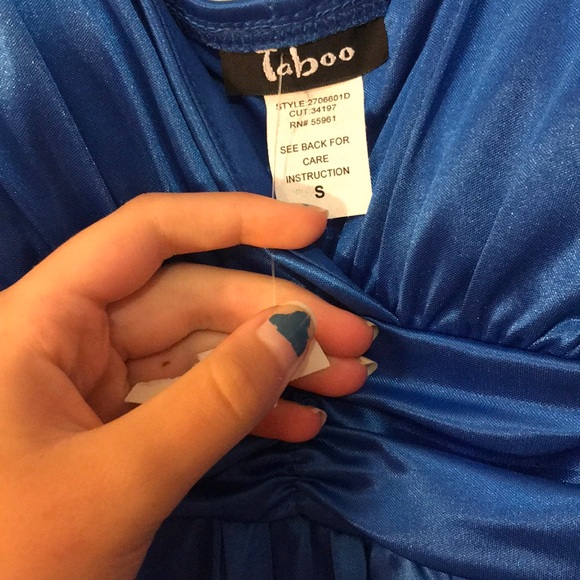 Taboo
STYLE:2706601D
CUT:34197
RN# 55961
SEE BACK FOR
CARE
INSTRUCTION
S